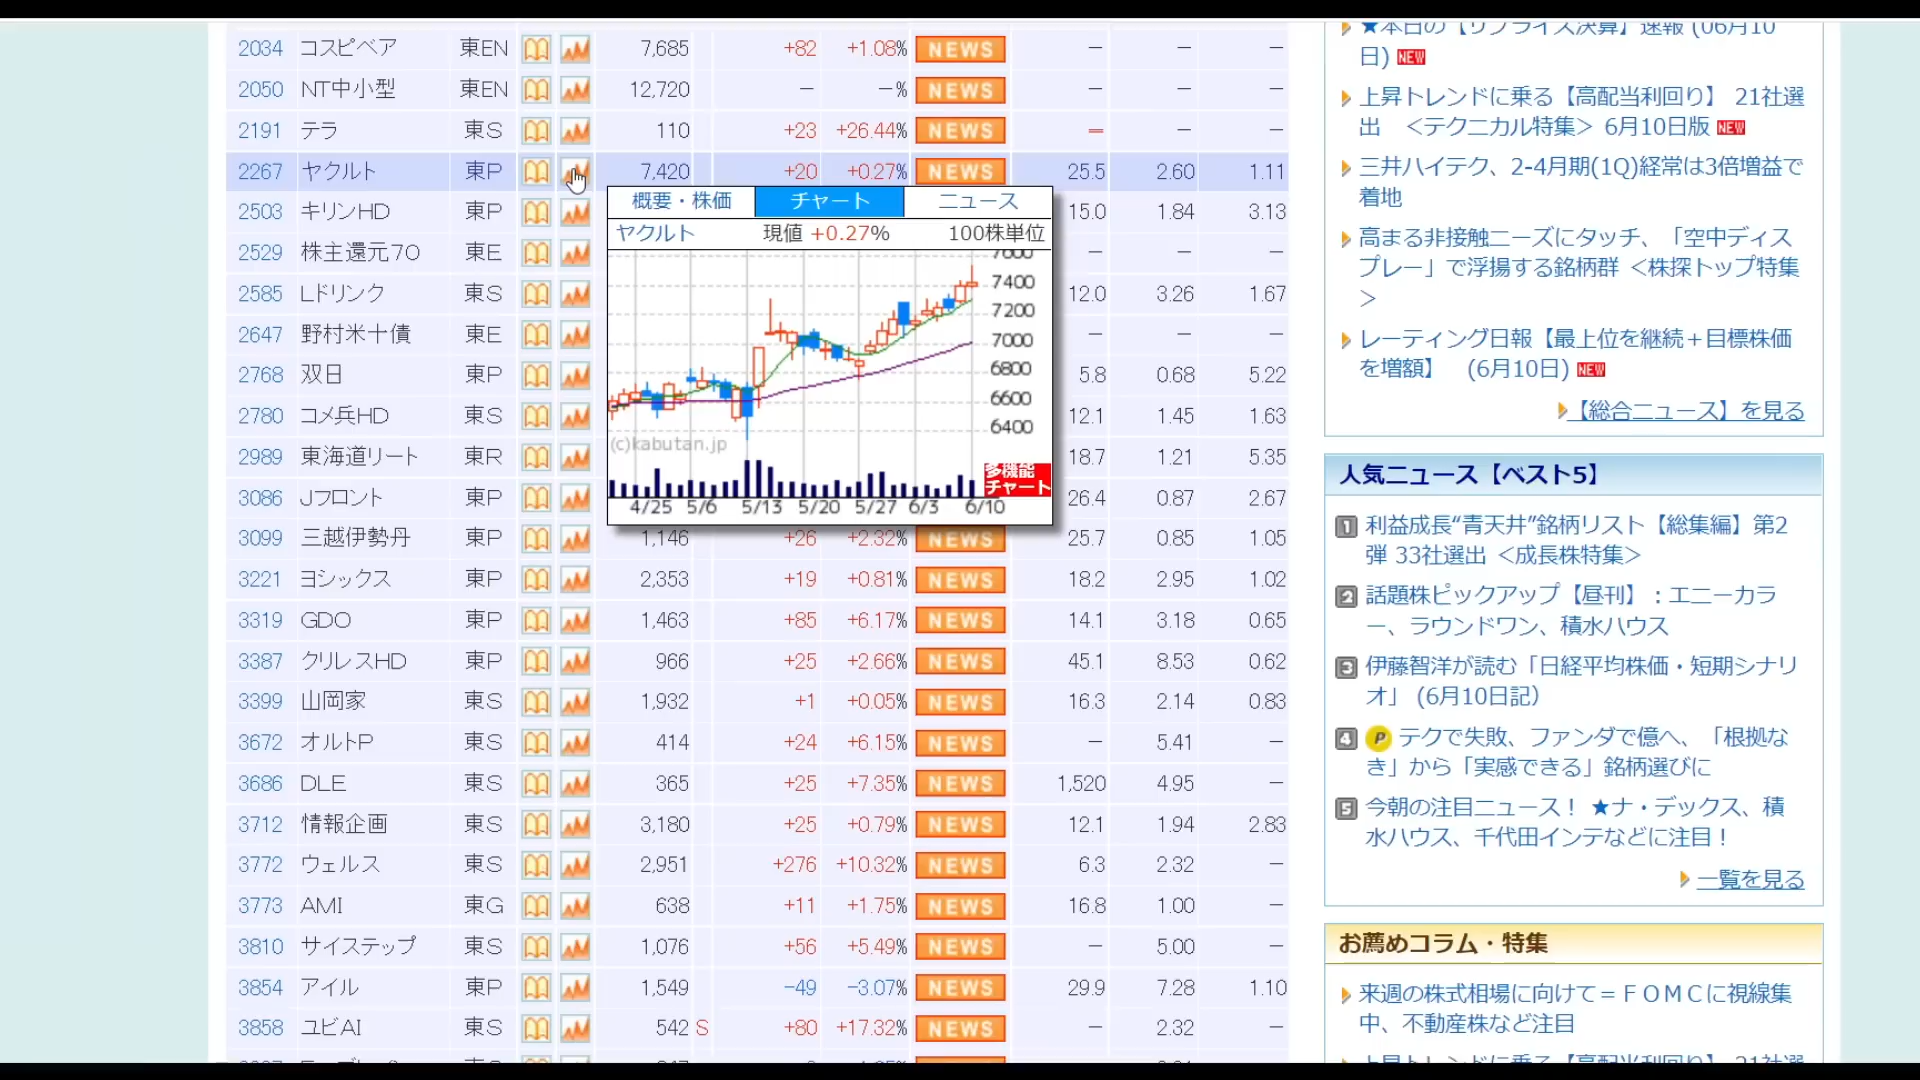 2034 コスピベア 東EN 7,685 +82 +1.08% NEWS － － －
2050 NT中小型 東EN 12,720 － －% NEWS － － －
2191 テラ 東S 110 +23 +26.44% NEWS － － －
2267 ヤクルト 東P 7,420 +20 +0.27% NEWS 25.5 2.60 1.11
2503 キリンHD 東P 15.0 1.84 3.13
2529 株主還元70 東E － － －
2585 Lドリンク 東S 12.0 3.26 1.67
2647 野村米十債 東E － － －
2768 双日 東P 5.8 0.68 5.22
2780 コメ兵HD 東S 12.1 1.45 1.63
2989 東海道リート 東R 18.7 1.21 5.35
3086 Jフロント 東P 26.4 0.87 2.67
3099 三越伊勢丹 東P 1,146 +26 +2.32% NEWS 25.7 0.85 1.05
3221 ヨシックス 東P 2,353 +19 +0.81% NEWS 18.2 2.95 1.02
3319 GDO 東P 1,463 +85 +6.17% NEWS 14.1 3.18 0.65
3387 クリレスHD 東P 966 +25 +2.66% NEWS 45.1 8.53 0.62
3399 山岡家 東S 1,932 +1 +0.05% NEWS 16.3 2.14 0.83
3672 オルトP 東S 414 +24 +6.15% NEWS － 5.41 －
3686 DLE 東S 365 +25 +7.35% NEWS 1,520 4.95 －
3712 情報企画 東S 3,180 +25 +0.79% NEWS 12.1 1.94 2.83
3772 ウェルス 東S 2,951 +276 +10.32% NEWS 6.3 2.32 －
3773 AMI 東G 638 +11 +1.75% NEWS 16.8 1.00 －
3810 サイステップ 東S 1,076 +56 +5.49% NEWS － 5.00 －
3854 アイル 東P 1,549 -49 -3.07% NEWS 29.9 7.28 1.10
3858 ユビAI 東S 542 S +80 +17.32% NEWS － 2.32 －
概要・株価 チャート ニュース
ヤクルト 現値 +0.27% 100株単位
7600
7400
7200
7000
6800
6600
6400
(c)kabutan.jp
多機能
チャート
4/25 5/6 5/13 5/20 5/27 6/3 6/10
★本日の【サプライズ決算】速報 (06月10
日) NEW
上昇トレンドに乗る【高配当利回り】 21社選
出 ＜テクニカル特集＞ 6月10日版 NEW
三井ハイテク、2-4月期(1Q)経常は3倍増益で
着地
高まる非接触ニーズにタッチ、「空中ディス
プレー」で浮揚する銘柄群 ＜株探トップ特集
＞
レーティング日報【最上位を継続＋目標株価
を増額】 (6月10日) NEW
【総合ニュース】を見る
人気ニュース【ベスト5】
1 利益成長“青天井”銘柄リスト【総集編】第2
弾 33社選出 ＜成長株特集＞
2 話題株ピックアップ【昼刊】：エニーカラ
ー、ラウンドワン、積水ハウス
3 伊藤智洋が読む「日経平均株価・短期シナリ
オ」 (6月10日記)
4 P テクで失敗、ファンダで億へ、「根拠な
き」から「実感できる」銘柄選びに
5 今朝の注目ニュース！ ★ナ・デックス、積
水ハウス、千代田インテなどに注目！
一覧を見る
お薦めコラム・特集
来週の株式相場に向けて＝ＦＯＭＣに視線集
中、不動産株など注目
上昇トレンドに乗る【高配当利回り】 21社選